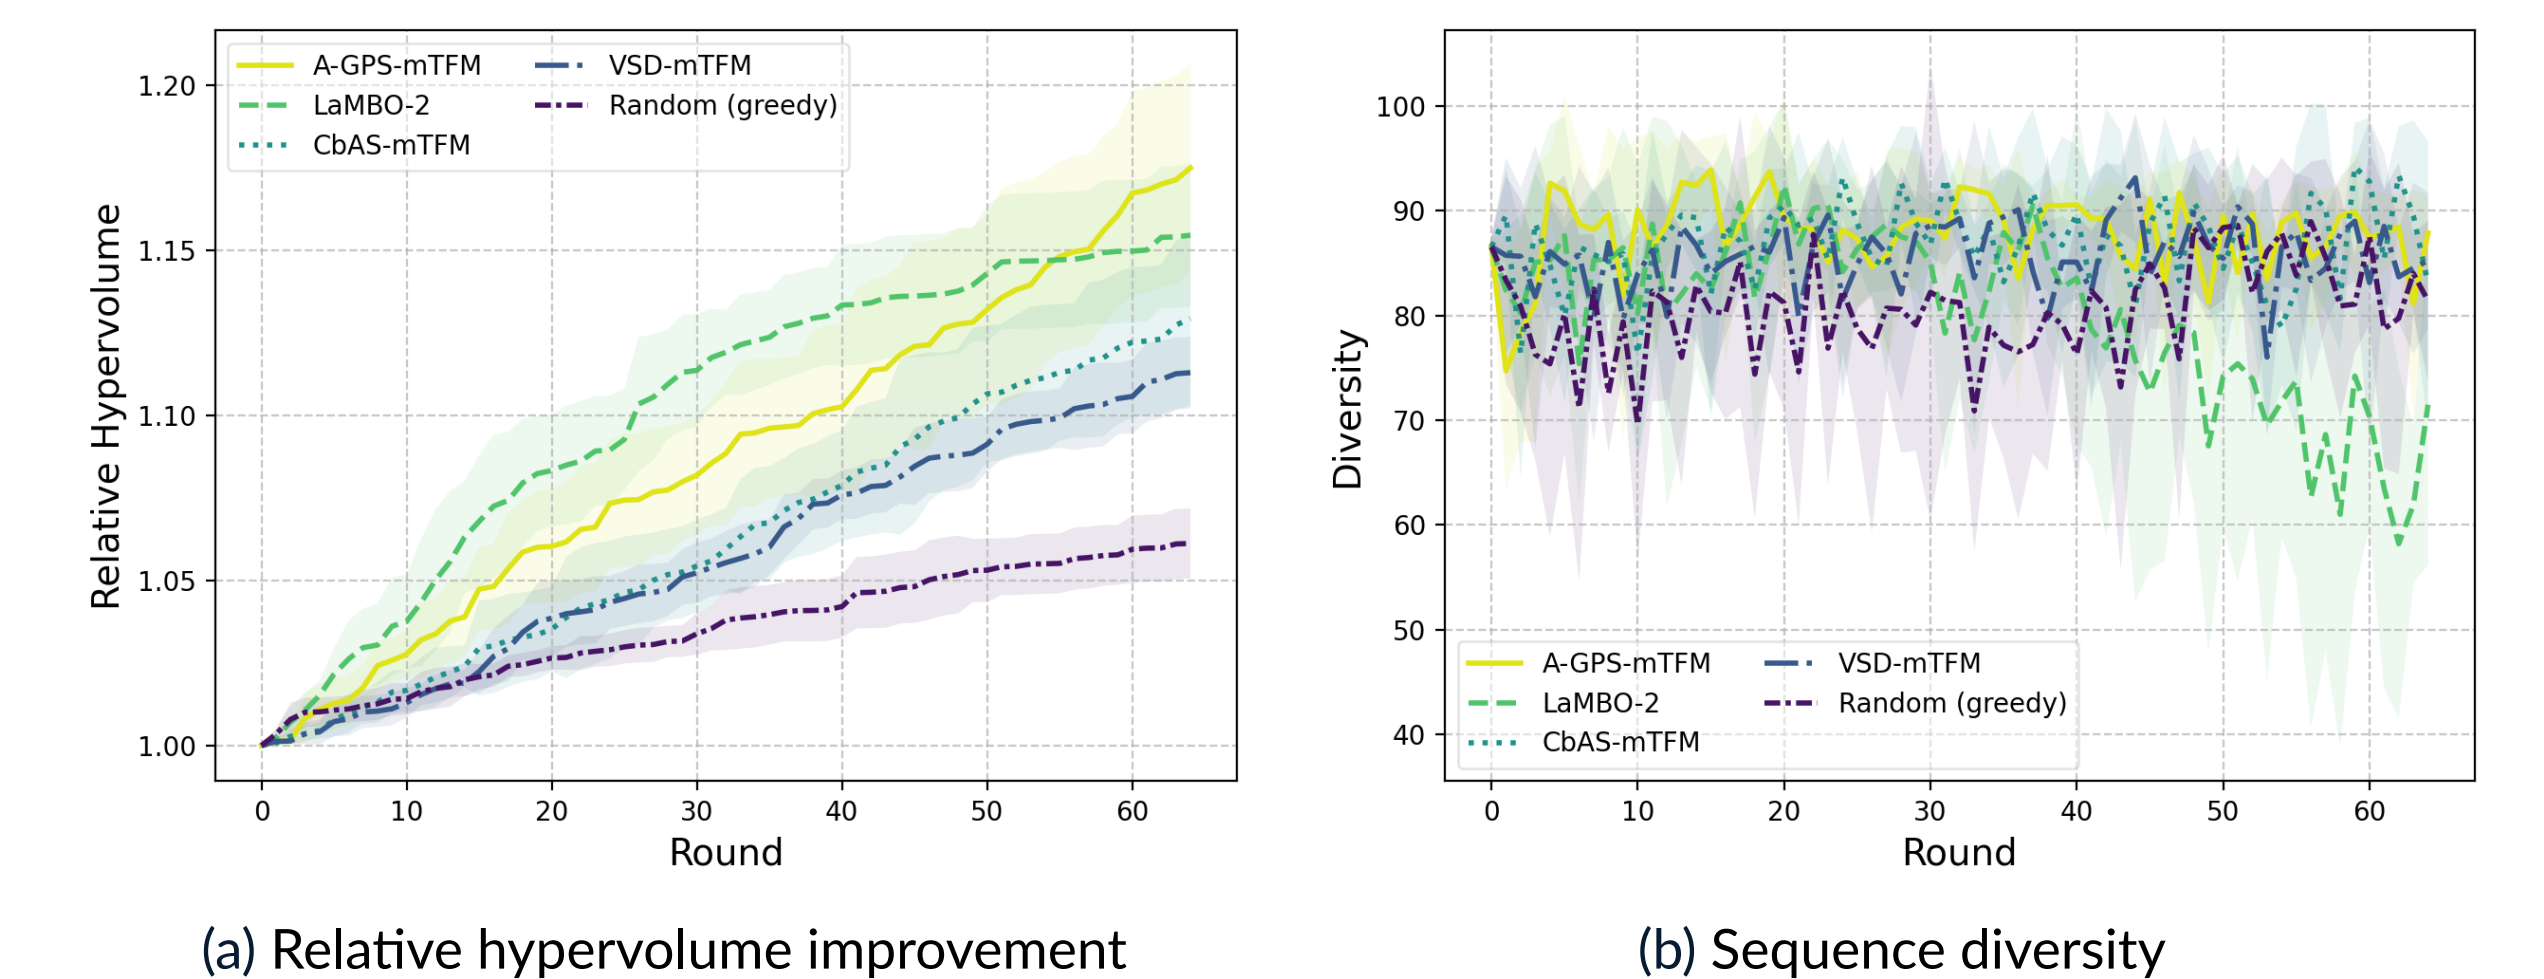 A-GPS-mTFM
LaMBO-2
CbAS-mTFM
VSD-mTFM
Random (greedy)
1.20
1.15
1.10
1.05
1.00
Relative Hypervolume
0 10 20 30 40 50 60
Round
(a) Relative hypervolume improvement
100
90
80
70
60
50
40
Diversity
A-GPS-mTFM
LaMBO-2
CbAS-mTFM
VSD-mTFM
Random (greedy)
0 10 20 30 40 50 60
Round
(b) Sequence diversity